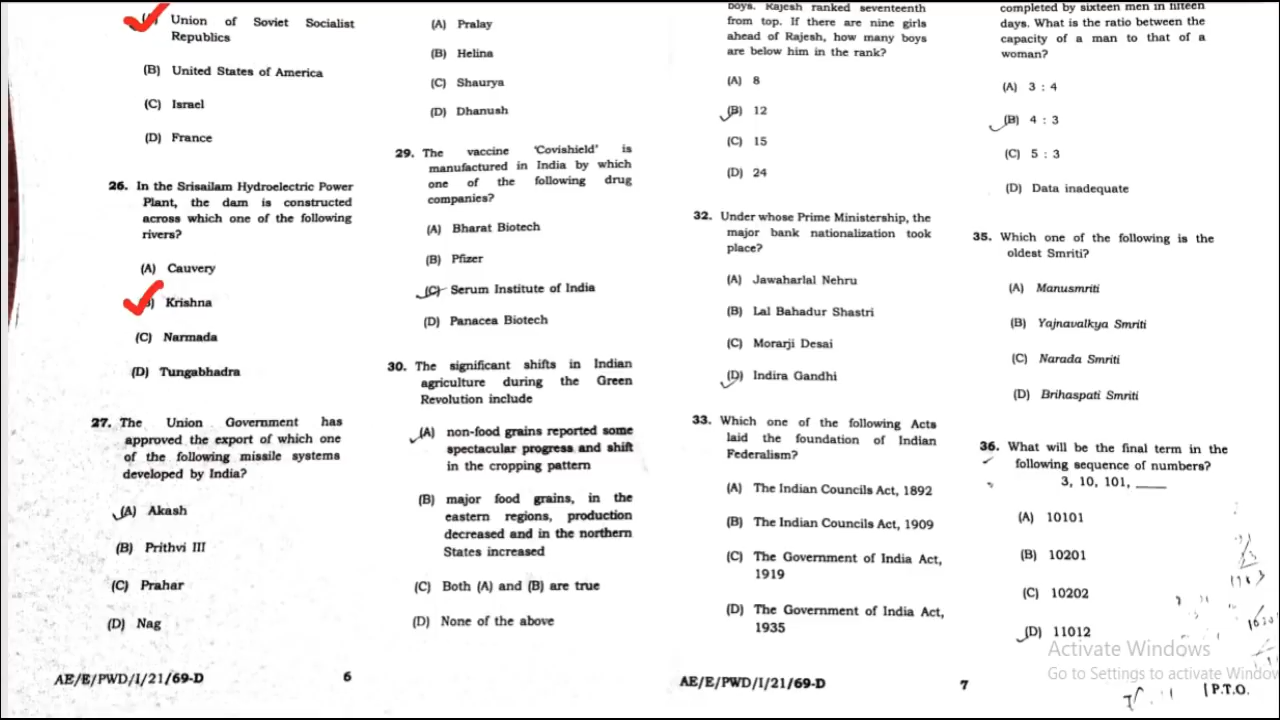 (A) Union of Soviet Socialist
Republics
(B) United States of America
(C) Israel
(D) France
26. In the Srisailam Hydroelectric Power
Plant, the dam is constructed
across which one of the following
rivers?
(A) Cauvery
(B) Krishna
(C) Narmada
(D) Tungabhadra
27. The Union Government has
approved the export of which one
of the following missile systems
developed by India?
(A) Akash
(B) Prithvi III
(C) Prahar
(D) Nag
AE/E/PWD/I/21/69-D
6
(A) Pralay
(B) Helina
(C) Shaurya
(D) Dhanush
29. The vaccine 'Covishield' is
manufactured in India by which
one of the following drug
companies?
(A) Bharat Biotech
(B) Pfizer
(C) Serum Institute of India
(D) Panacea Biotech
30. The significant shifts in Indian
agriculture during the Green
Revolution include
(A) non-food grains reported some
spectacular progress and shift
in the cropping pattern
(B) major food grains, in the
eastern regions, production
decreased and in the northern
States increased
(C) Both (A) and (B) are true
(D) None of the above
boys. Rajesh ranked seventeenth
from top. If there are nine girls
ahead of Rajesh, how many boys
are below him in the rank?
(A) 8
(B) 12
(C) 15
(D) 24
32. Under whose Prime Ministership, the
major bank nationalization took
place?
(A) Jawaharlal Nehru
(B) Lal Bahadur Shastri
(C) Morarji Desai
(D) Indira Gandhi
33. Which one of the following Acts
laid the foundation of Indian
Federalism?
(A) The Indian Councils Act, 1892
(B) The Indian Councils Act, 1909
(C) The Government of India Act,
1919
(D) The Government of India Act,
1935
AE/E/PWD/I/21/69-D
7
completed by sixteen men in fifteen
days. What is the ratio between the
capacity of a man to that of a
woman?
(A) 3 : 4
(B) 4 : 3
(C) 5 : 3
(D) Data inadequate
35. Which one of the following is the
oldest Smriti?
(A) Manusmriti
(B) Yajnavalkya Smriti
(C) Narada Smriti
(D) Brihaspati Smriti
36. What will be the final term in the
following sequence of numbers?
3, 10, 101, ____
(A) 10101
(B) 10201
(C) 10202
(D) 11012
Activate Windows
Go to Settings to activate Window
P.T.O.